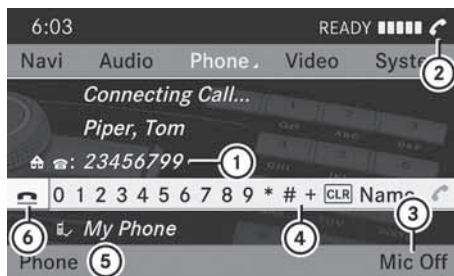 6:03 READY
Navi Audio Phone Video Syste
2
Connecting Call...
Piper, Tom
: 23456799 1
0 1 2 3 4 5 6 7 8 9 * # + CLR Name
3
6 My Phone 4
Phone 5 Mic Off